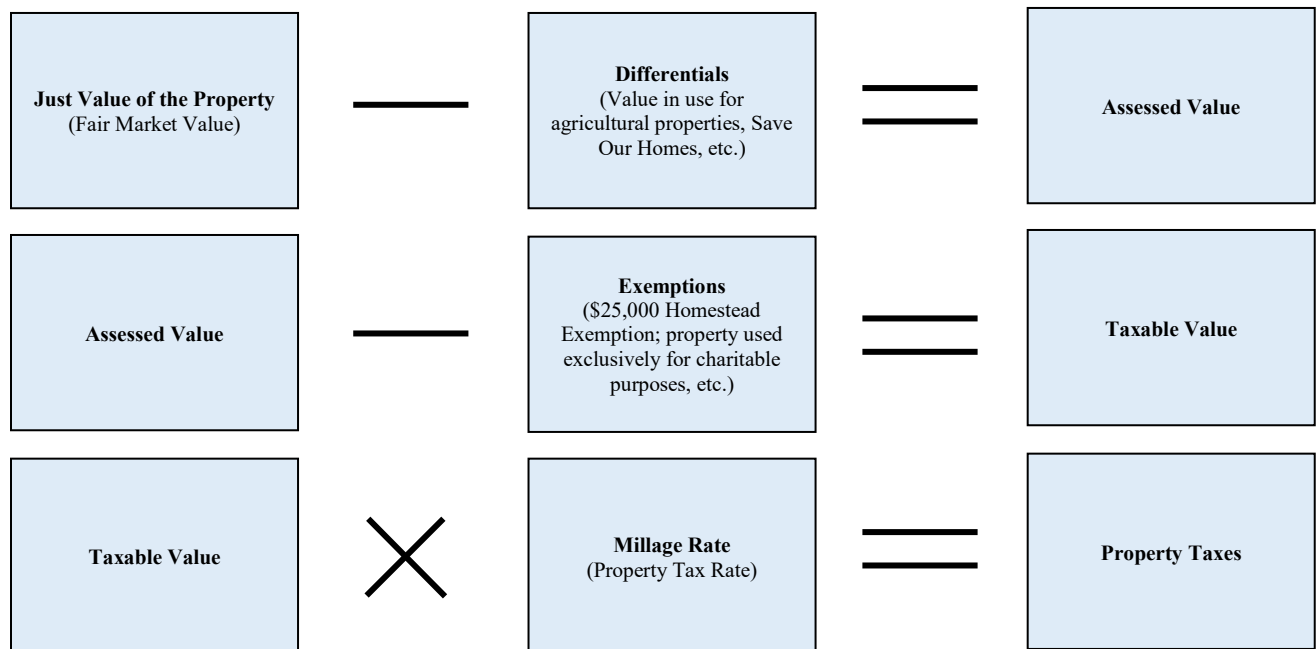 Just Value of the Property
(Fair Market Value)
Differentials
(Value in use for
agricultural properties, Save
Our Homes, etc.)
Assessed Value
Assessed Value
Exemptions
($25,000 Homestead
Exemption; property used
exclusively for charitable
purposes, etc.)
Taxable Value
Taxable Value
Millage Rate
(Property Tax Rate)
Property Taxes